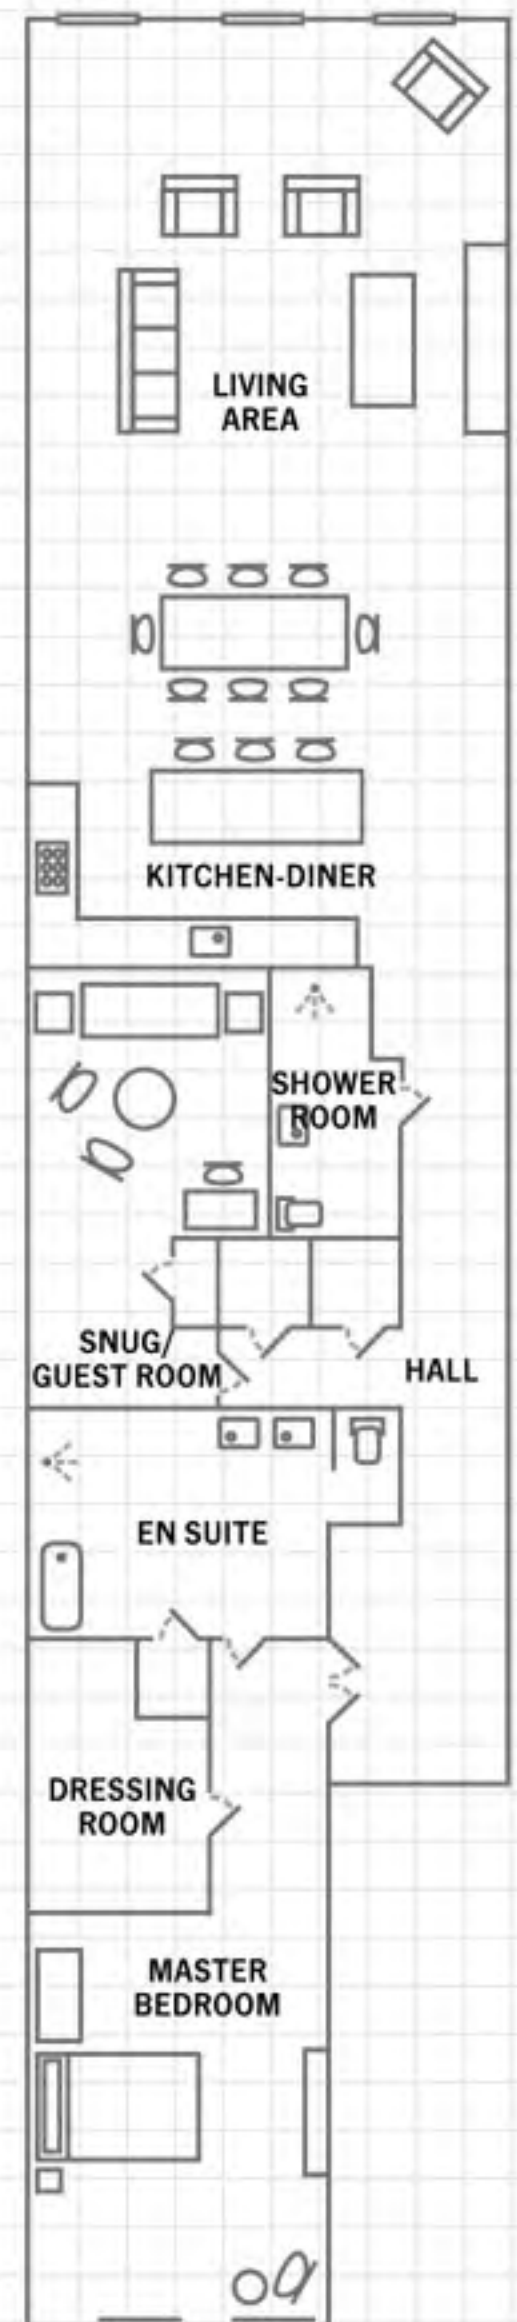 LIVING
AREA
KITCHEN-DINER
SHOWER
ROOM
SNUG/
GUEST ROOM
HALL
EN SUITE
DRESSING
ROOM
MASTER
BEDROOM